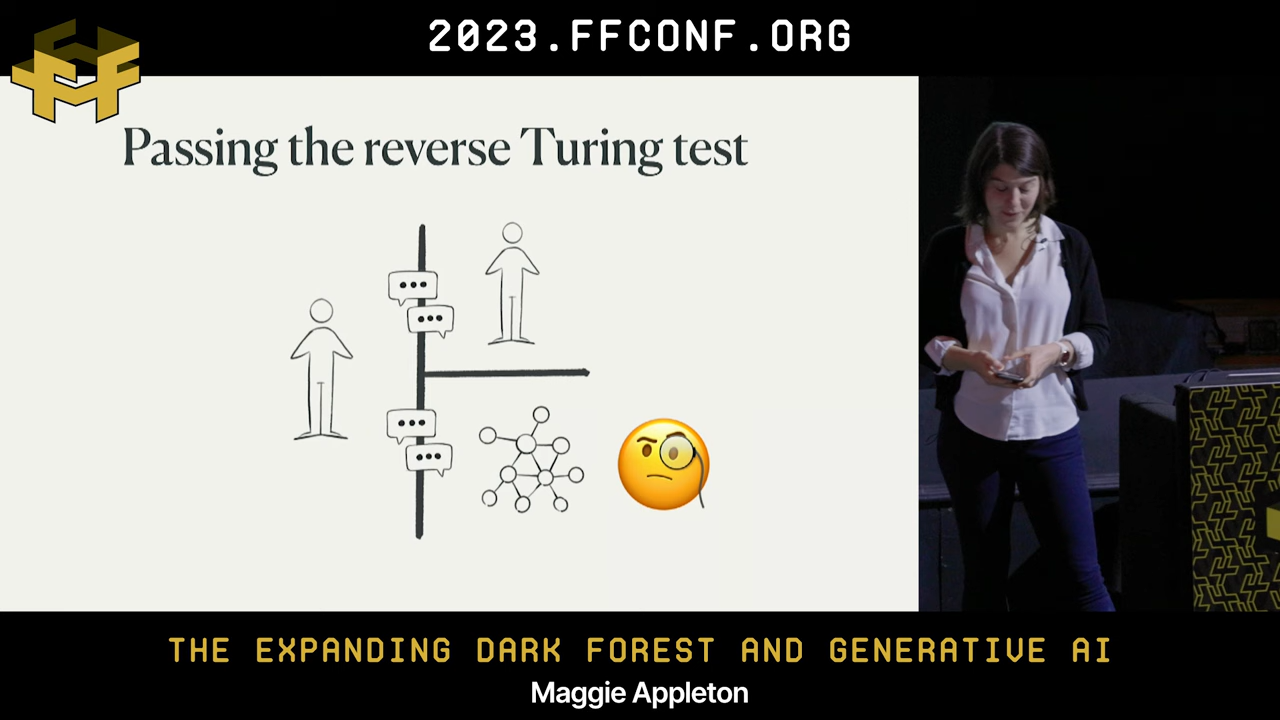 2023.FFCONF.ORG
Passing the reverse Turing test
THE EXPANDING DARK FOREST AND GENERATIVE AI
Maggie Appleton